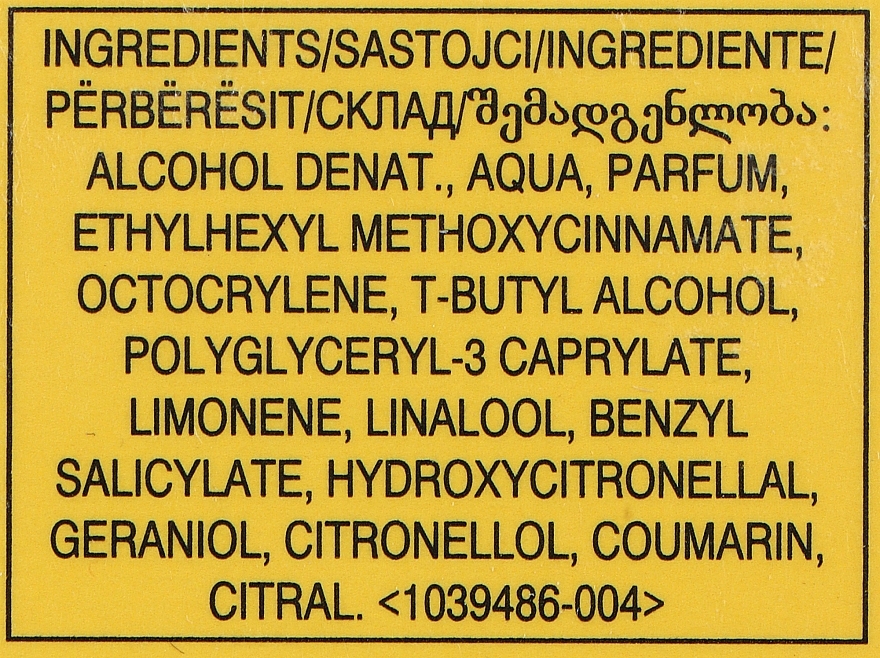 INGREDIENTS/SASTOJCI/INGREDIENTE/
PËRBËRËSIT/СКЛАД/შემადგენლობა:
ALCOHOL DENAT., AQUA, PARFUM,
ETHYLHEXYL METHOXYCINNAMATE,
OCTOCRYLENE, T-BUTYL ALCOHOL,
POLYGLYCERYL-3 CAPRYLATE,
LIMONENE, LINALOOL, BENZYL
SALICYLATE, HYDROXYCITRONELLAL,
GERANIOL, CITRONELLOL, COUMARIN,
CITRAL. <1039486-004>